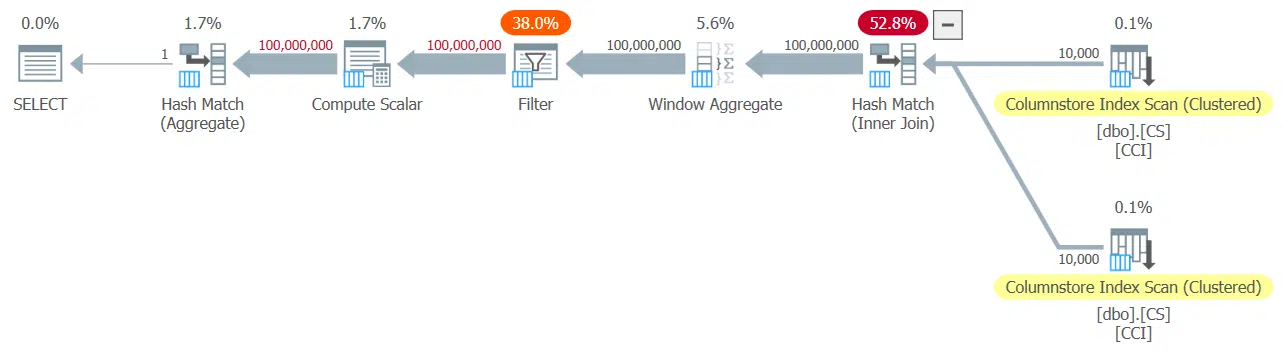 0.0%
1.7%
1.7%
38.0%
5.6%
52.8%
0.1%
1
100,000,000
100,000,000
100,000,000
100,000,000
10,000
SELECT
Hash Match
(Aggregate)
Compute Scalar
Filter
Window Aggregate
Hash Match
(Inner Join)
Columnstore Index Scan (Clustered)
[dbo].[CS]
[CCI]
0.1%
10,000
Columnstore Index Scan (Clustered)
[dbo].[CS]
[CCI]